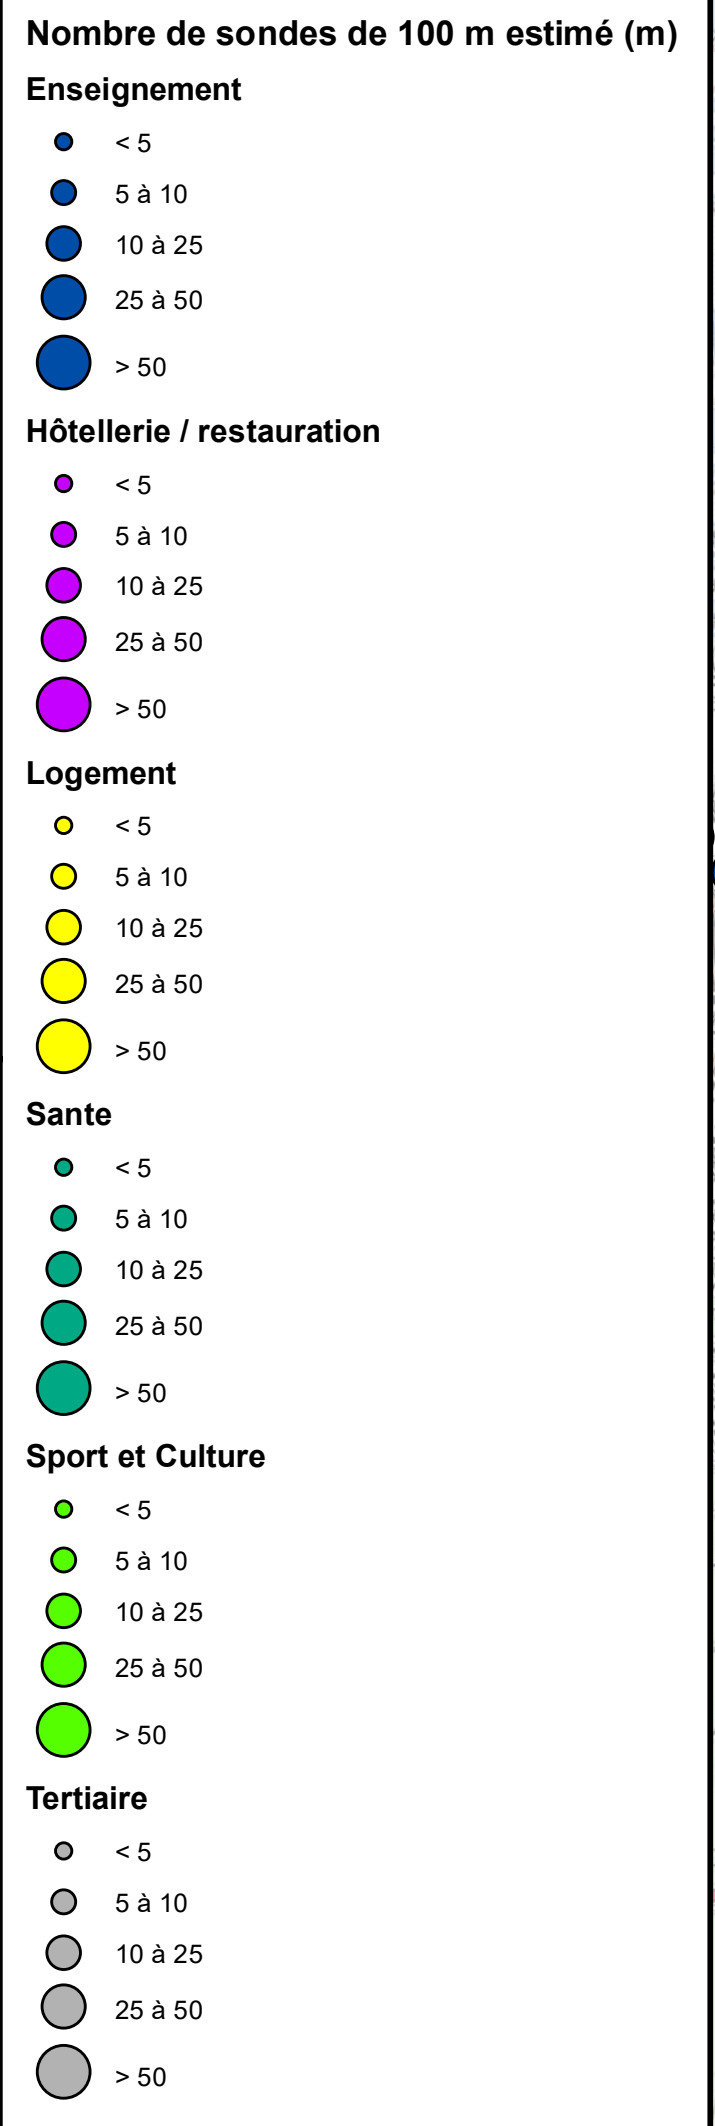 Nombre de sondes de 100 m estimé (m)
Enseignement
< 5
5 à 10
10 à 25
25 à 50
> 50
Hôtellerie / restauration
< 5
5 à 10
10 à 25
25 à 50
> 50
Logement
< 5
5 à 10
10 à 25
25 à 50
> 50
Sante
< 5
5 à 10
10 à 25
25 à 50
> 50
Sport et Culture
< 5
5 à 10
10 à 25
25 à 50
> 50
Tertiaire
< 5
5 à 10
10 à 25
25 à 50
> 50